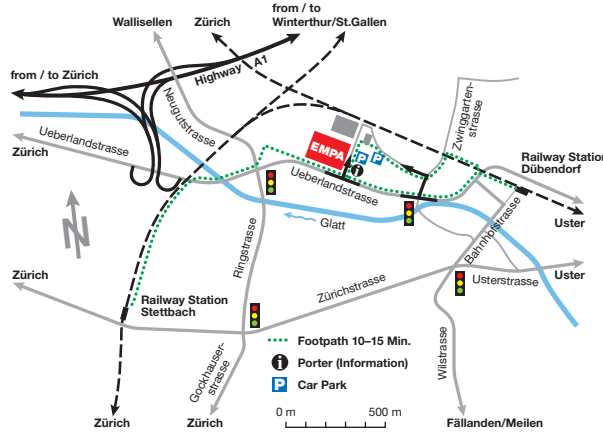 from / to
Winterthur/St.Gallen
Zürich
Wallisellen
Highway A1
from / to Zürich
Neugutstrasse
Zwinggarten-
strasse
Ueberlandstrasse
Zürich
EMPA
P
P
i
Railway Station
Dübendorf
Ueberlandstrasse
Uster
N
Glatt
Bahnhofstrasse
Ringstrasse
Zürich
Zürichstrasse
Uster
Usterstrasse
Railway Station
Stettbach
Footpath 10–15 Min.
i
Porter (Information)
P
Car Park
Wilstrasse
Gockhauser-
strasse
0 m
500 m
Zürich
Zürich
Fällanden/Meilen